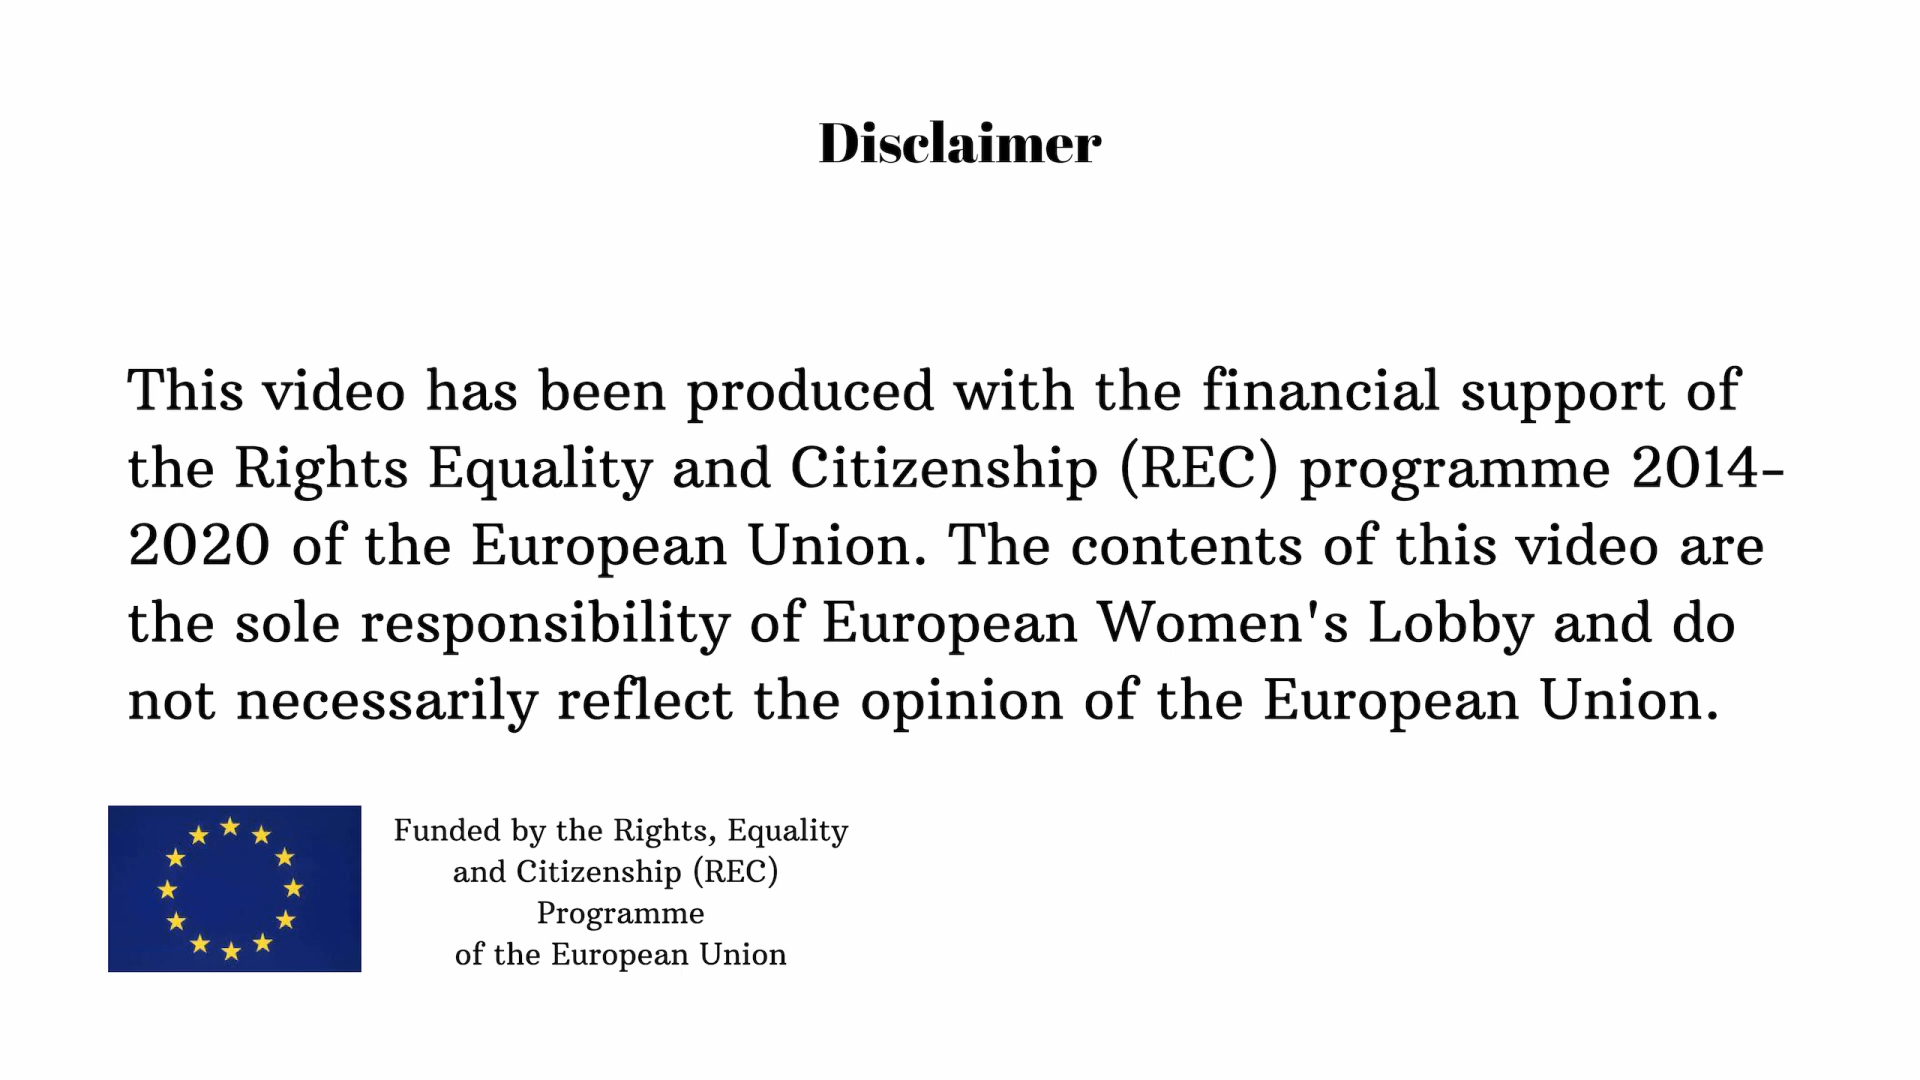 Disclaimer
This video has been produced with the financial support of
the Rights Equality and Citizenship (REC) programme 2014-
2020 of the European Union. The contents of this video are
the sole responsibility of European Women's Lobby and do
not necessarily reflect the opinion of the European Union.
Funded by the Rights, Equality
and Citizenship (REC)
Programme
of the European Union